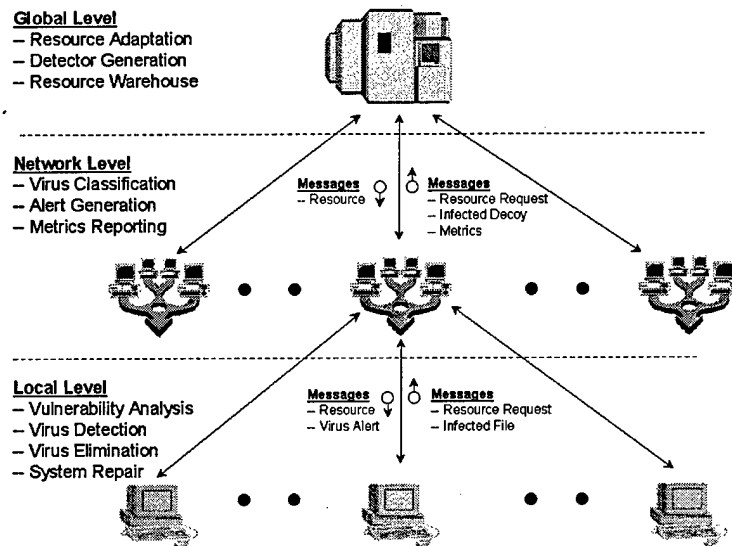 Global Level
– Resource Adaptation
– Detector Generation
– Resource Warehouse
Network Level
– Virus Classification
– Alert Generation
– Metrics Reporting
Messages
– Resource
Messages
– Resource Request
– Infected Decoy
– Metrics
Local Level
– Vulnerability Analysis
– Virus Detection
– Virus Elimination
– System Repair
Messages
– Resource
– Virus Alert
Messages
– Resource Request
– Infected File